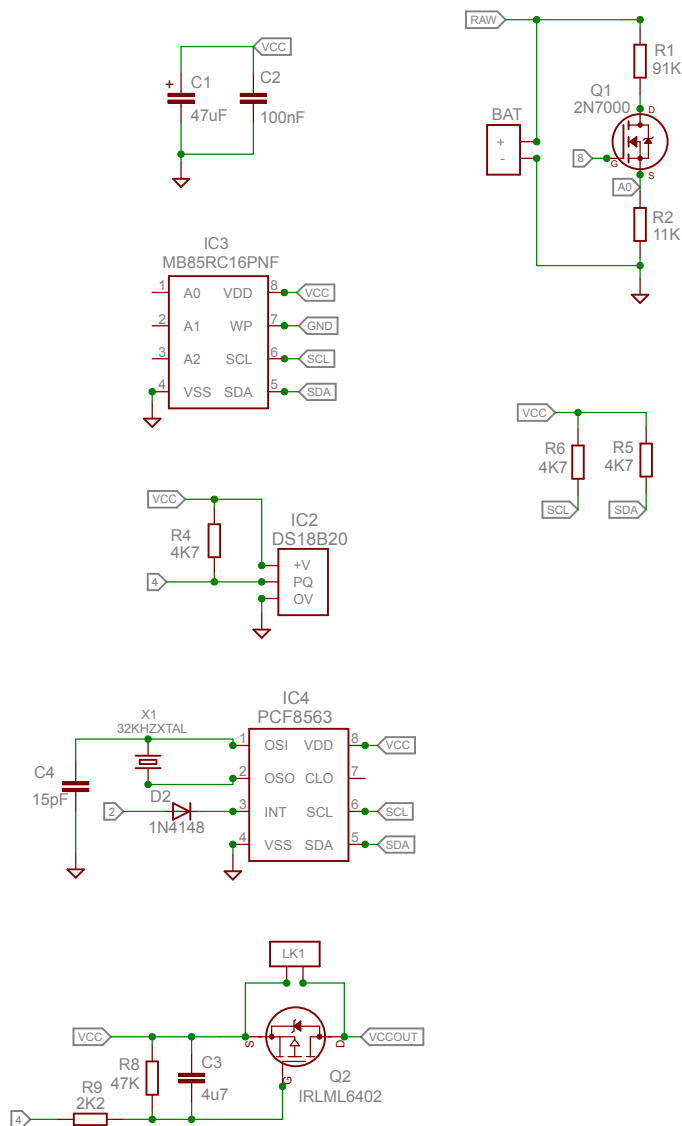 VCC
+
C1
47uF
C2
100nF
RAW
R1
91K
Q1
2N7000
D
G
S
BAT
+
-
8
A0
R2
11K
IC3
MB85RC16PNF
1 A0 VDD 8 VCC
2 A1 WP 7 GND
3 A2 SCL 6 SCL
4 VSS SDA 5 SDA
VCC
R6
4K7
R5
4K7
SCL
SDA
VCC
R4
4K7
IC2
DS18B20
+V
PQ
OV
4
X1
32KHZXTAL
IC4
PCF8563
1 OSI VDD 8 VCC
2 OSO CLO 7
3 INT SCL 6 SCL
4 VSS SDA 5 SDA
C4
15pF
2
D2
1N4148
LK1
VCC
S
D
G
VCCOUT
R8
47K
C3
4u7
Q2
IRLML6402
R9
2K2
4